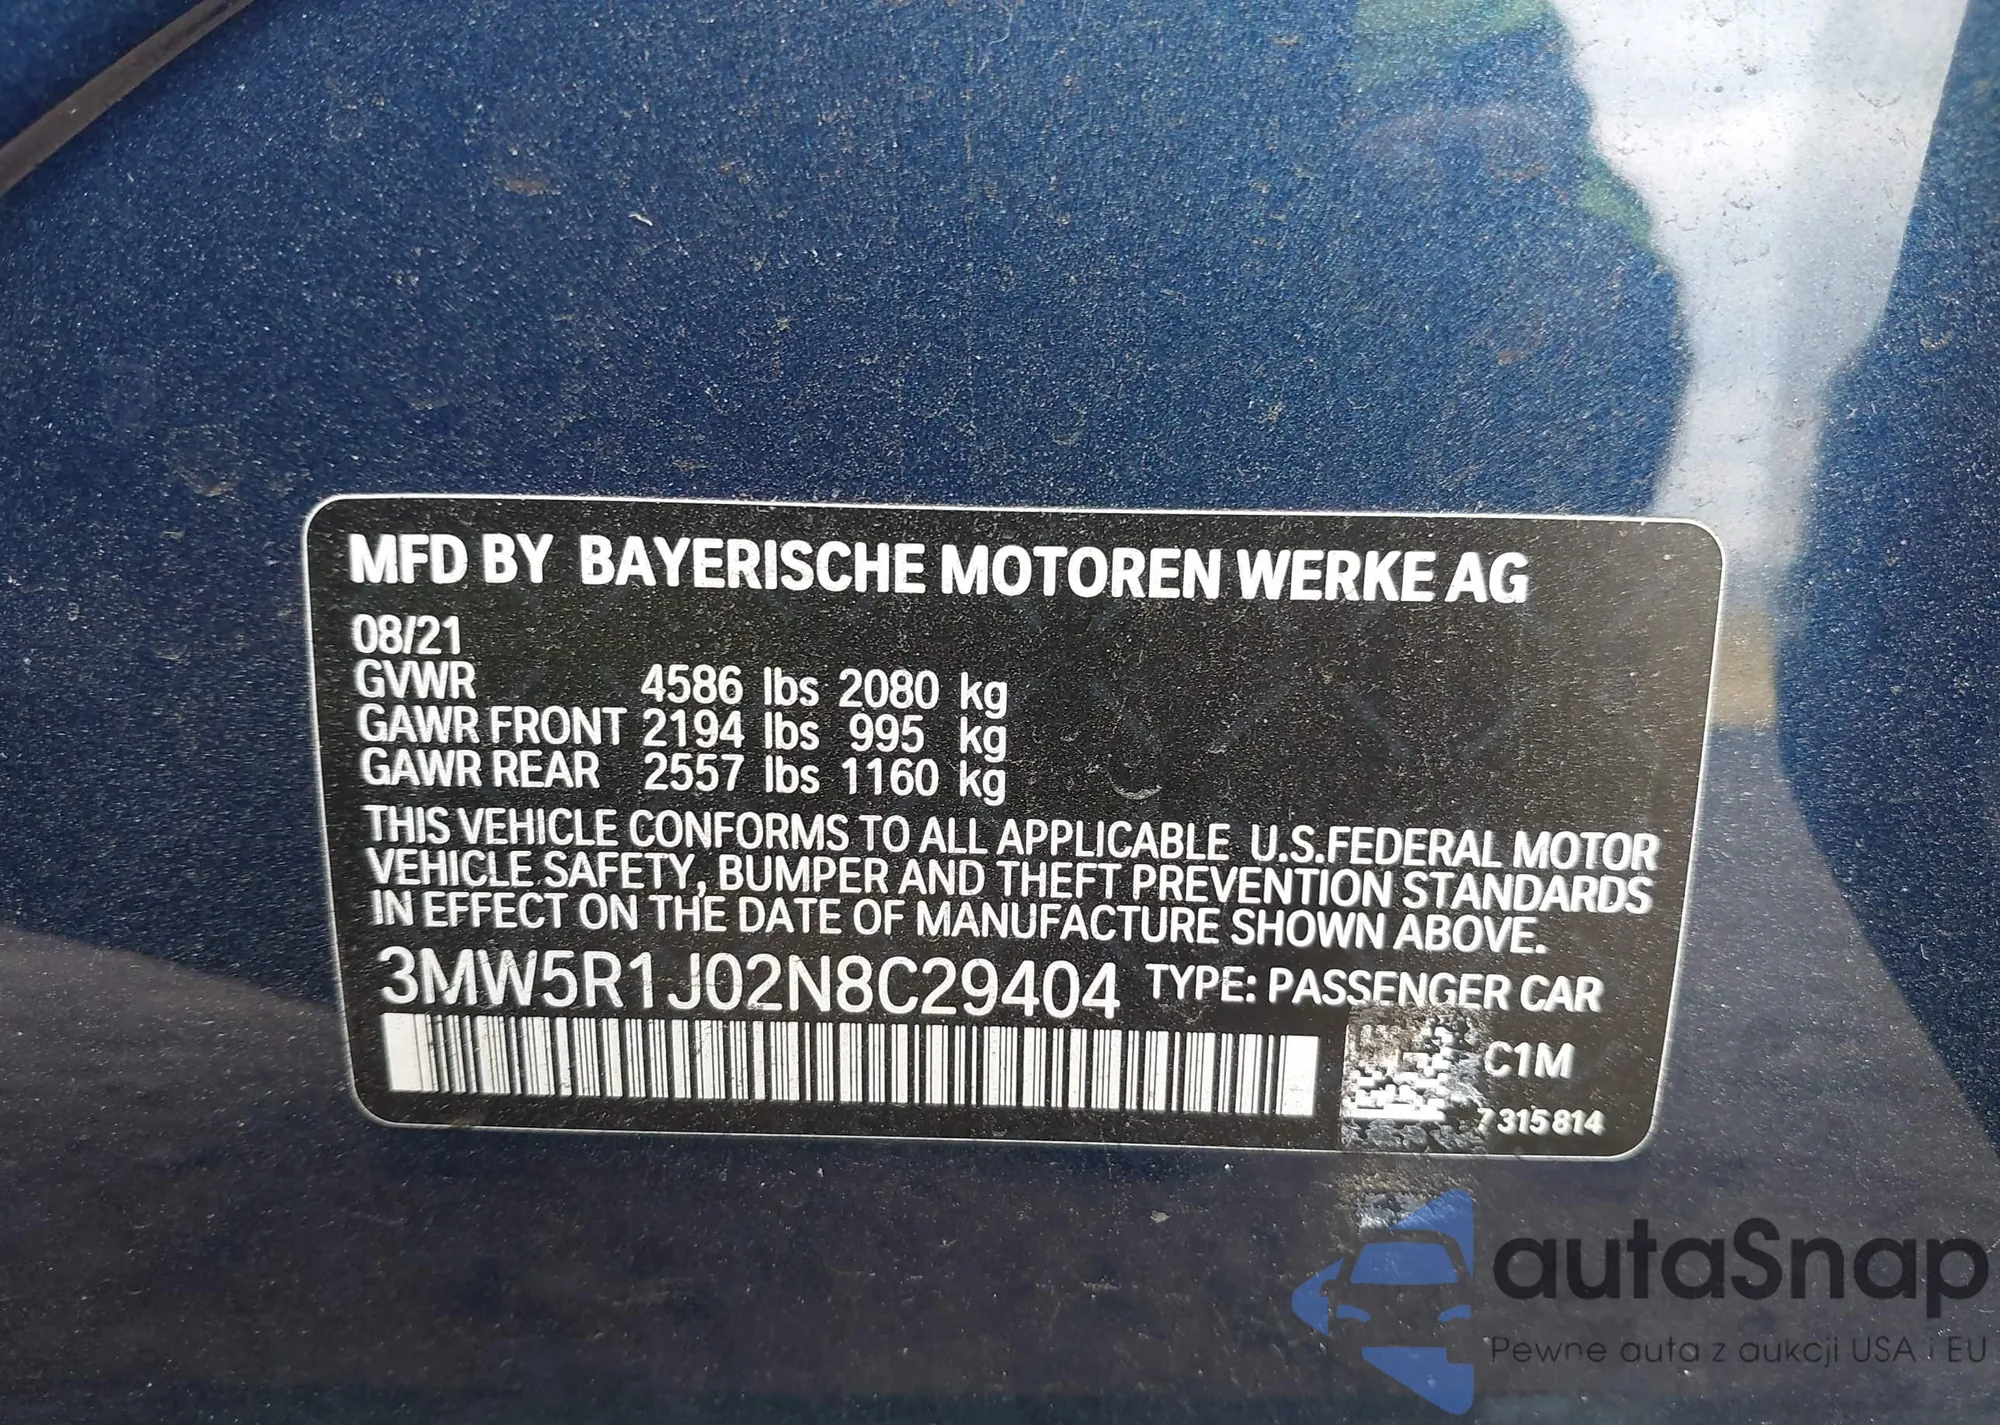 MFD BY BAYERISCHE MOTOREN WERKE AG
08/21
GVWR 4586 lbs 2080 kg
GAWR FRONT 2194 lbs 995 kg
GAWR REAR 2557 lbs 1160 kg
THIS VEHICLE CONFORMS TO ALL APPLICABLE U.S.FEDERAL MOTOR
VEHICLE SAFETY, BUMPER AND THEFT PREVENTION STANDARDS
IN EFFECT ON THE DATE OF MANUFACTURE SHOWN ABOVE.
3MW5R1J02N8C29404 TYPE: PASSENGER CAR
C1M
7315814
autaSnap
Pewne auta z aukcji USA i EU